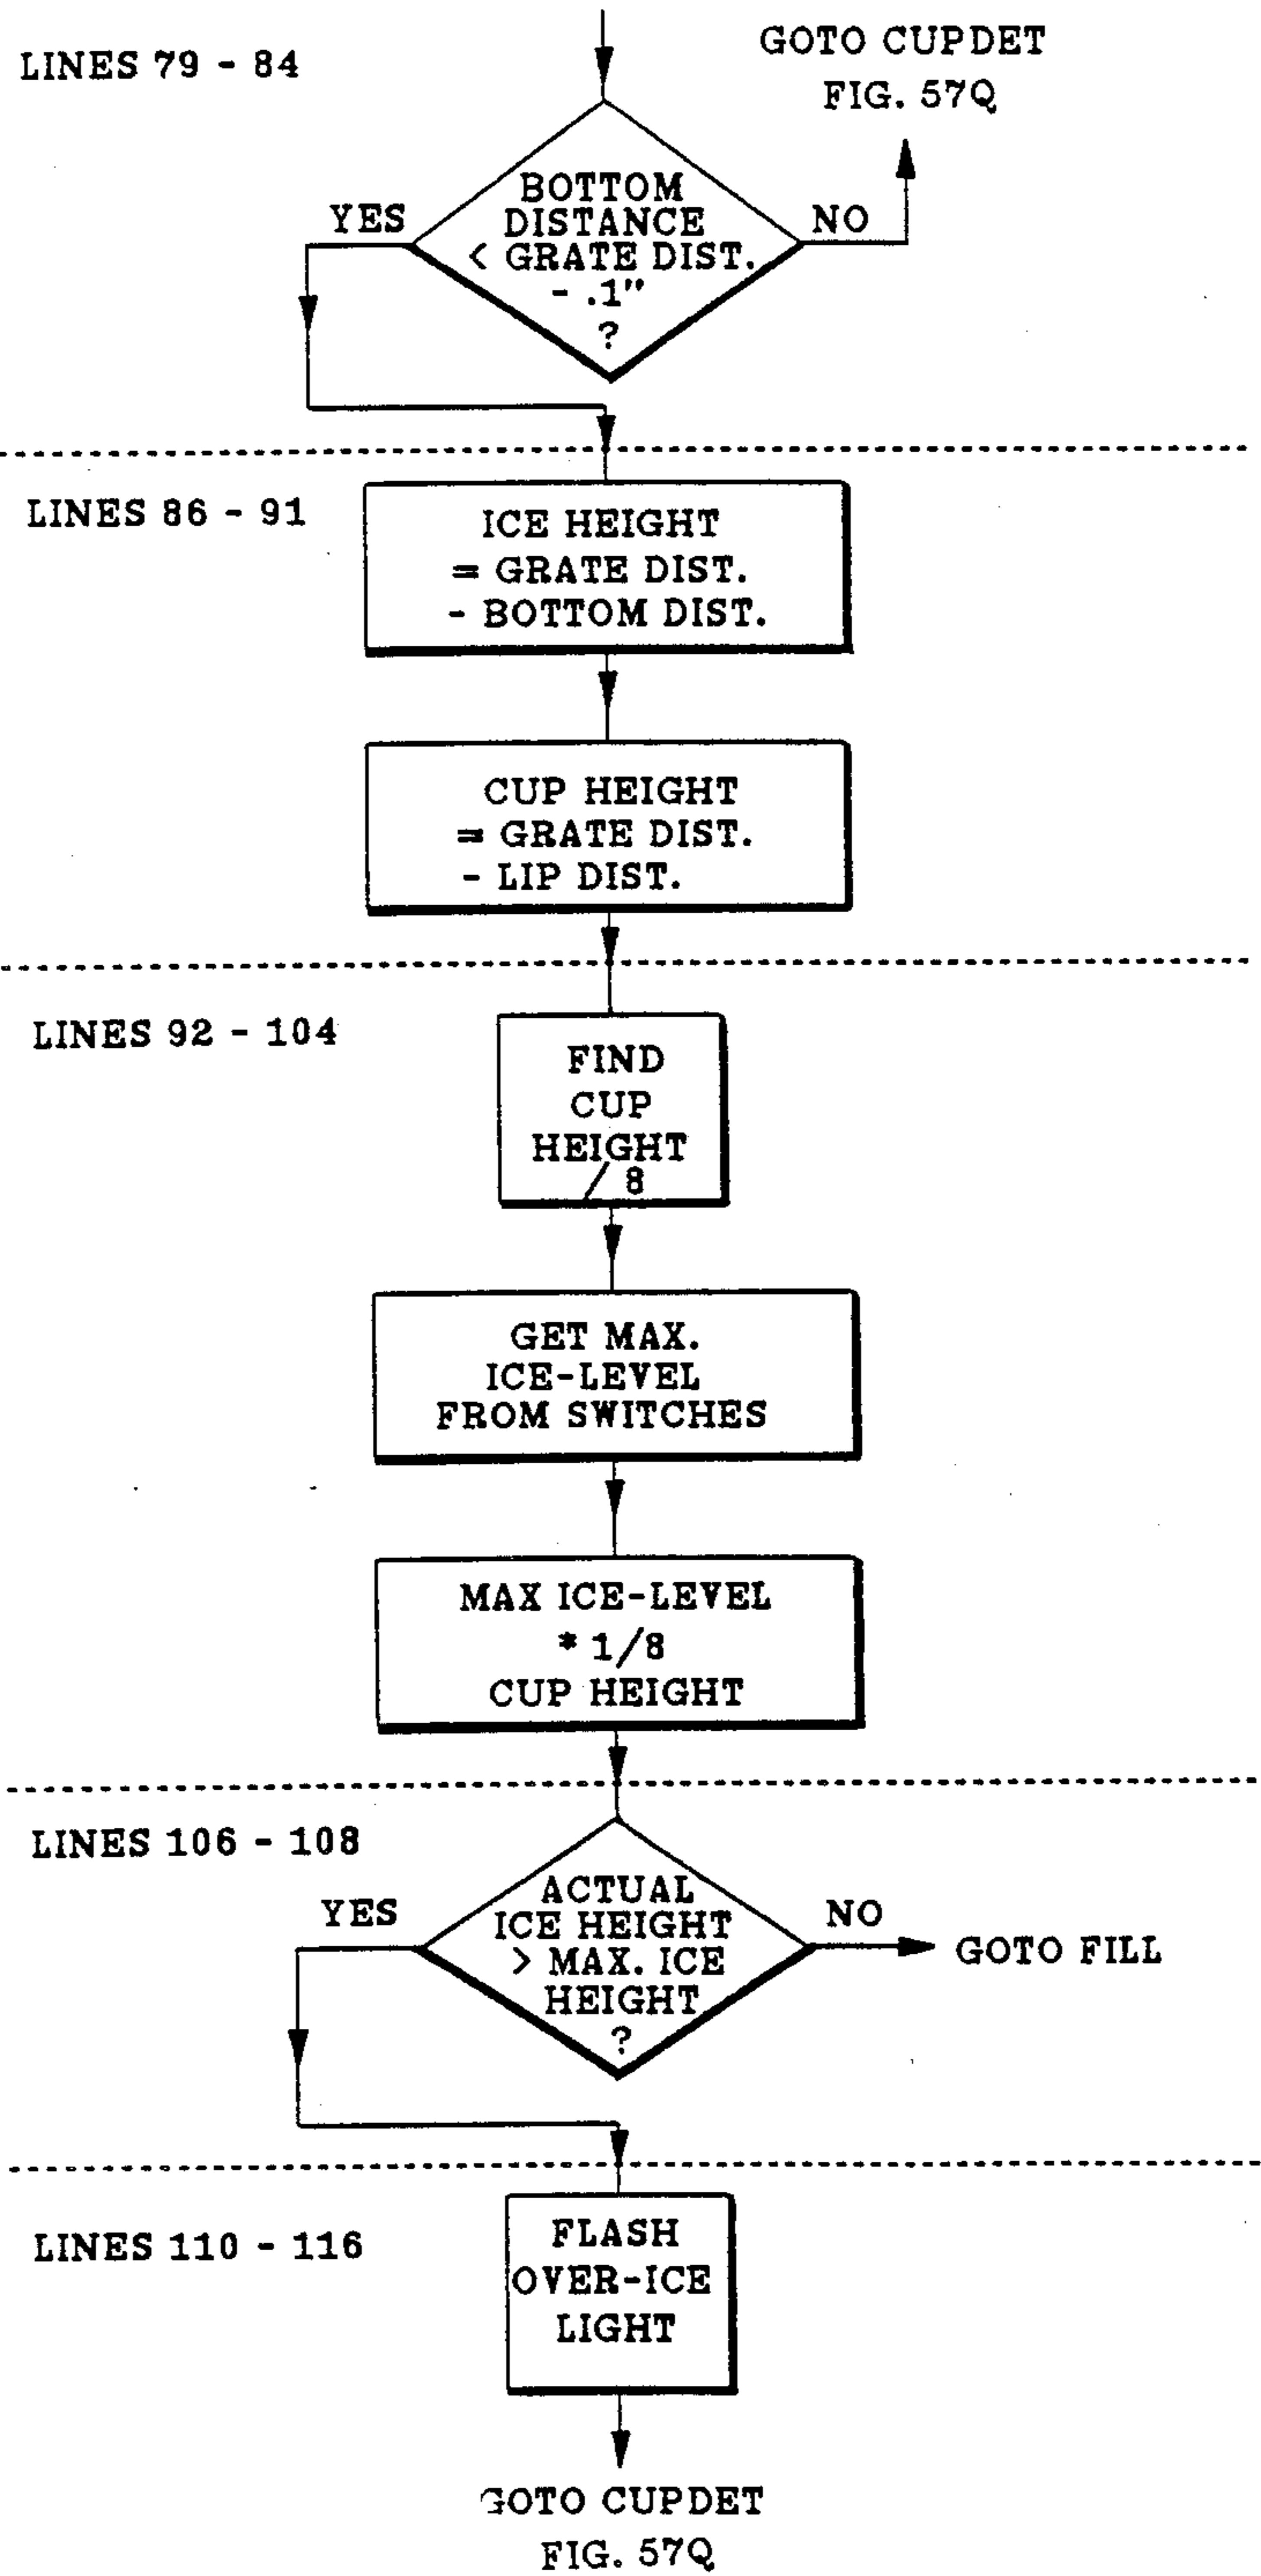 LINES 79 - 84
GOTO CUPDET
FIG. 57Q
BOTTOM
DISTANCE
< GRATE DIST.
- .1"
?
YES
NO
LINES 86 - 91
ICE HEIGHT
= GRATE DIST.
- BOTTOM DIST.
CUP HEIGHT
= GRATE DIST.
- LIP DIST.
LINES 92 - 104
FIND
CUP
HEIGHT
/ 8
GET MAX.
ICE-LEVEL
FROM SWITCHES
MAX ICE-LEVEL
* 1/8
CUP HEIGHT
LINES 106 - 108
ACTUAL
ICE HEIGHT
> MAX. ICE
HEIGHT
?
YES
NO
GOTO FILL
LINES 110 - 116
FLASH
OVER-ICE
LIGHT
GOTO CUPDET
FIG. 57Q